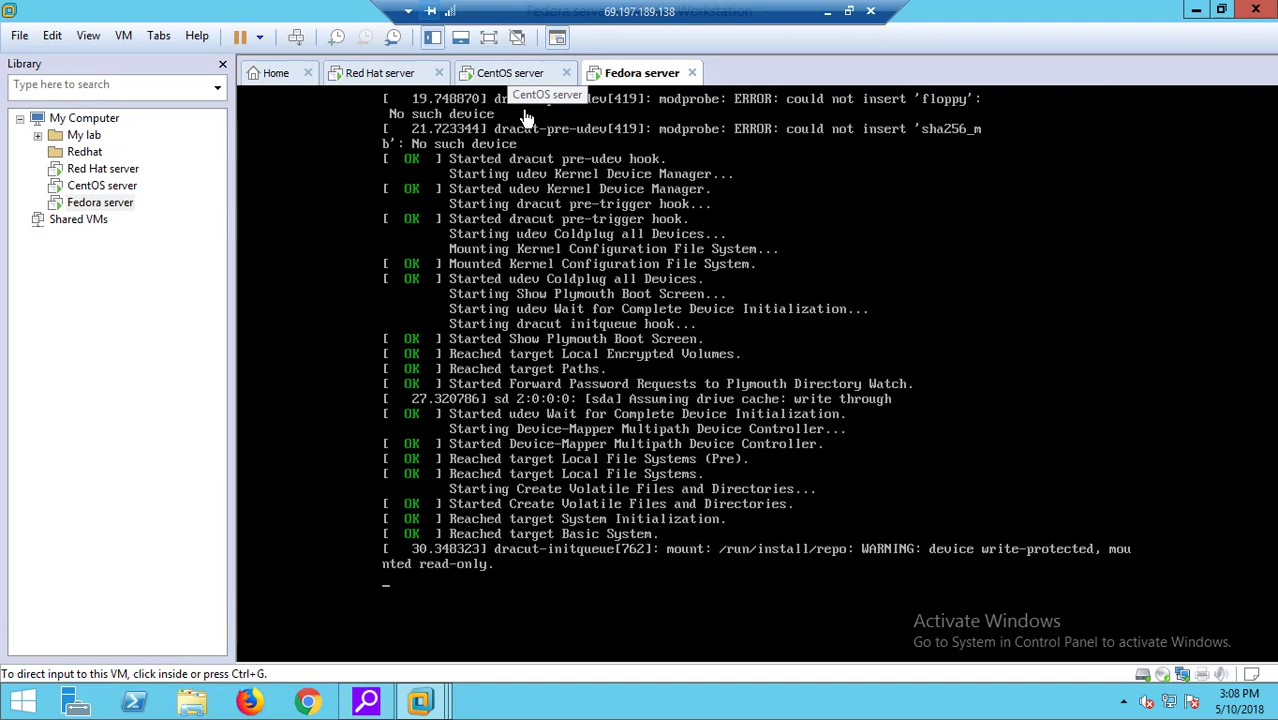 Fedora server - VMware Workstation
69.197.189.138
File Edit View VM Tabs Help
Library
Type here to search
My Computer
My lab
Redhat
Red Hat server
CentOS server
Fedora server
Shared VMs
Home
Red Hat server
CentOS server
Fedora server
CentOS server
[   19.748870] dracut-pre-udev[419]: modprobe: ERROR: could not insert 'floppy':
No such device
[   21.723344] dracut-pre-udev[419]: modprobe: ERROR: could not insert 'sha256_m
b': No such device
[  OK  ] Started dracut pre-udev hook.
Starting udev Kernel Device Manager...
[  OK  ] Started udev Kernel Device Manager.
Starting dracut pre-trigger hook...
[  OK  ] Started dracut pre-trigger hook.
Starting udev Coldplug all Devices...
Mounting Kernel Configuration File System...
[  OK  ] Mounted Kernel Configuration File System.
[  OK  ] Started udev Coldplug all Devices.
Starting Show Plymouth Boot Screen...
Starting udev Wait for Complete Device Initialization...
Starting dracut initqueue hook...
[  OK  ] Started Show Plymouth Boot Screen.
[  OK  ] Reached target Local Encrypted Volumes.
[  OK  ] Reached target Paths.
[  OK  ] Started Forward Password Requests to Plymouth Directory Watch.
[   27.320786] sd 2:0:0:0: [sda] Assuming drive cache: write through
[  OK  ] Started udev Wait for Complete Device Initialization.
Starting Device-Mapper Multipath Device Controller...
[  OK  ] Started Device-Mapper Multipath Device Controller.
[  OK  ] Reached target Local File Systems (Pre).
[  OK  ] Reached target Local File Systems.
Starting Create Volatile Files and Directories...
[  OK  ] Started Create Volatile Files and Directories.
[  OK  ] Reached target System Initialization.
[  OK  ] Reached target Basic System.
[   30.348323] dracut-initqueue[762]: mount: /run/install/repo: WARNING: device write-protected, mou
nted read-only.
_
Activate Windows
Go to System in Control Panel to activate Windows.
To direct input to this VM, click inside or press Ctrl+G.
3:08 PM
5/10/2018